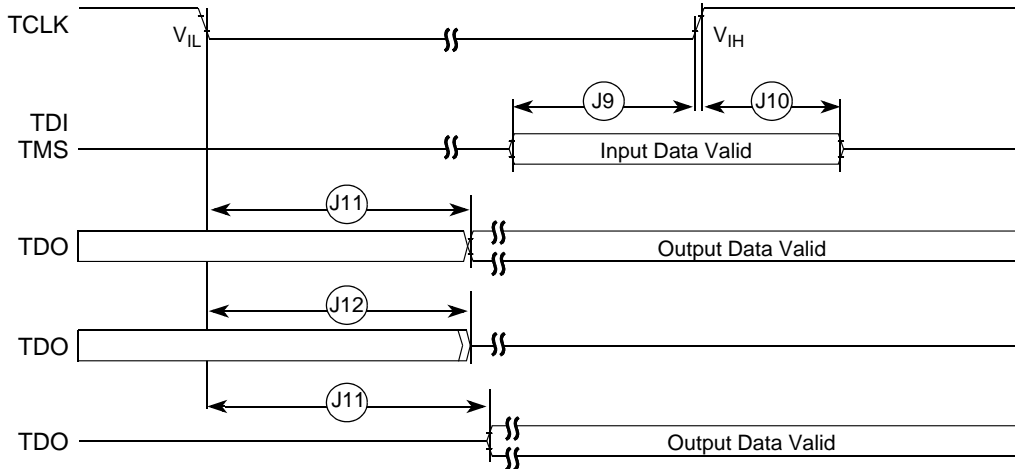 TCLK
VIL
VIH
J9
J10
TDI
TMS
Input Data Valid
J11
TDO
Output Data Valid
J12
TDO
J11
TDO
Output Data Valid